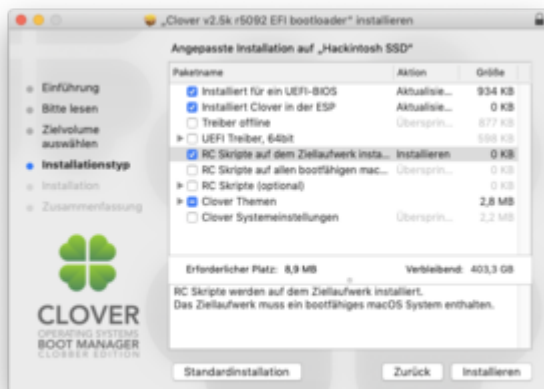 „Clover v2.5k r5092 EFI bootloader“ installieren
Angepasste Installation auf „Hackintosh SSD“
Einführung
Bitte lesen
Zielvolume
auswählen
Installationstyp
Installation
Zusammenfassung
Paketname Aktion Größe
Installiert für ein UEFI-BIOS Aktualisie... 934 KB
Installiert Clover in der ESP Aktualisie... 0 KB
Treiber offline Übersprin... 877 KB
UEFI Treiber, 64bit 598 KB
RC Skripte auf dem Ziellaufwerk insta... Installieren 0 KB
RC Skripte auf allen bootfähigen mac... Übersprin... 0 KB
RC Skripte (optional) 0 KB
Clover Themen 2,8 MB
Clover Systemeinstellungen Übersprin... 2,2 MB
Erforderlicher Platz: 8,9 MB Verbleibend: 403,3 GB
RC Skripte werden auf dem Ziellaufwerk installiert.
Das Ziellaufwerk muss ein bootfähiges macOS System enthalten.
CLOVER
OPERATING SYSTEMS
BOOT MANAGER
CLOBBER EDITION
Standardinstallation Zurück Installieren